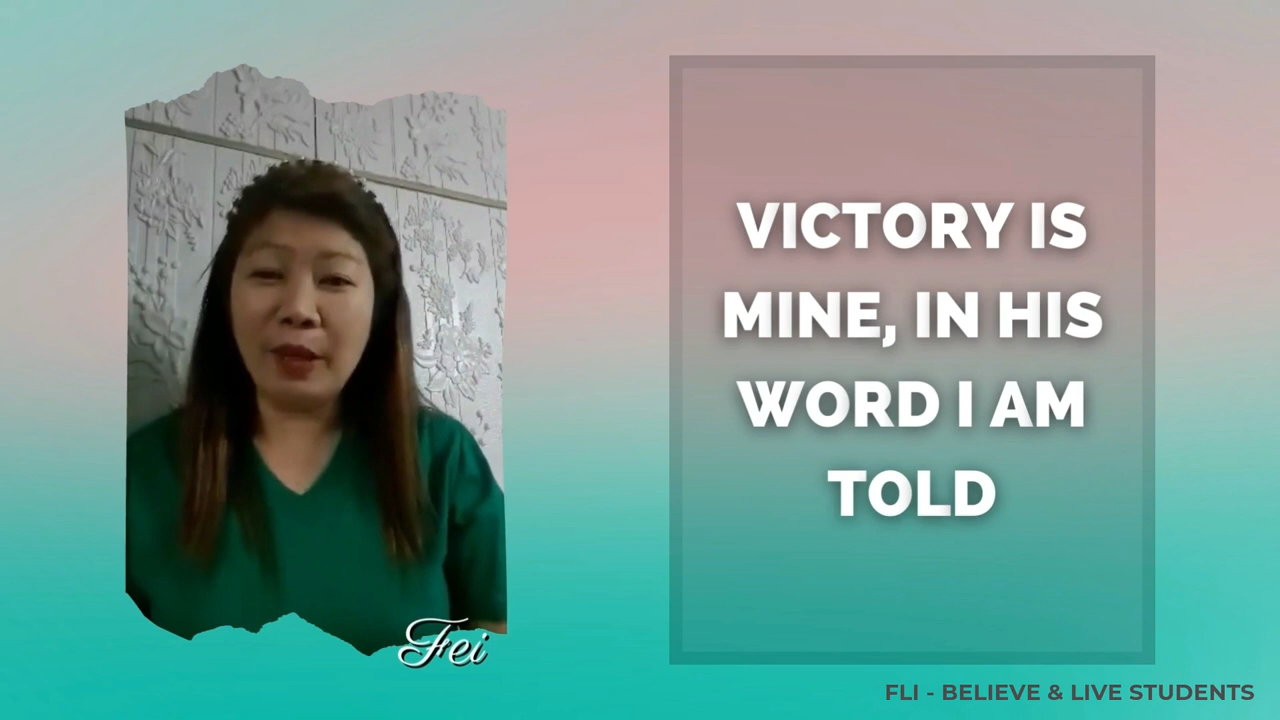 VICTORY IS
MINE, IN HIS
WORD I AM
TOLD
Fei
FLI - BELIEVE & LIVE STUDENTS